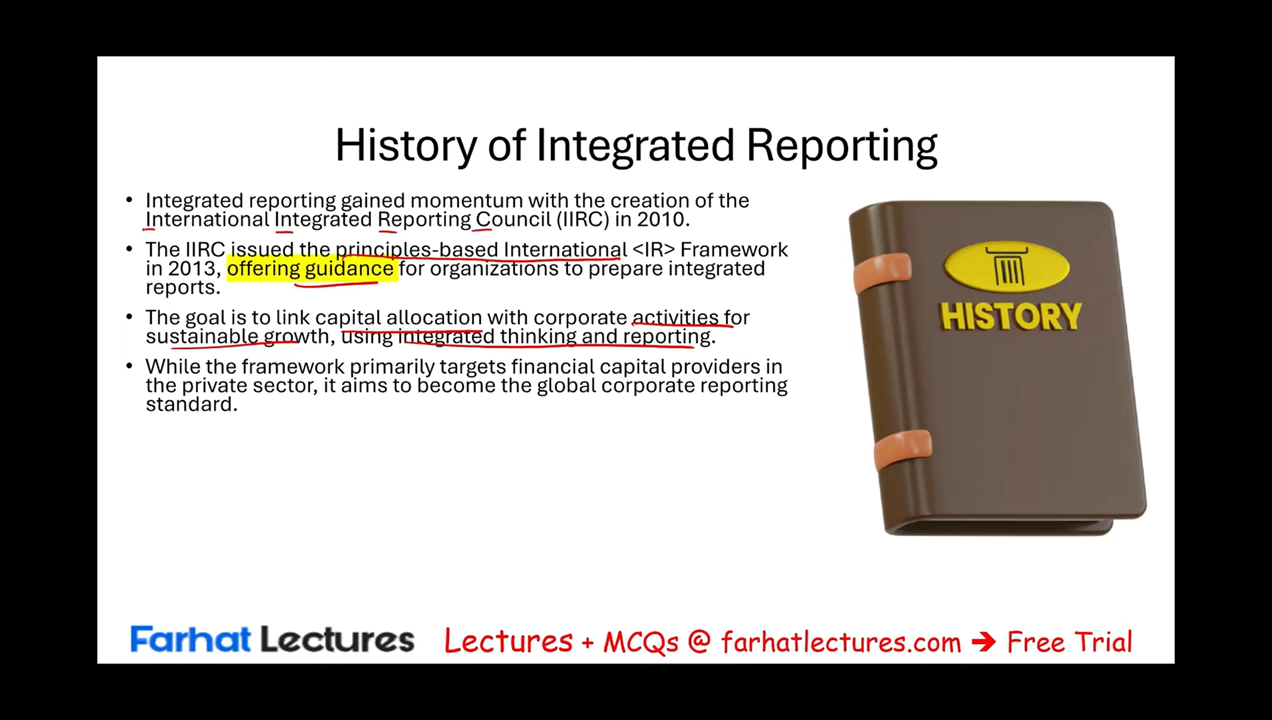 History of Integrated Reporting
• Integrated reporting gained momentum with the creation of the
International Integrated Reporting Council (IIRC) in 2010.
• The IIRC issued the principles-based International <IR> Framework
in 2013, offering guidance for organizations to prepare integrated
reports.
• The goal is to link capital allocation with corporate activities for
sustainable growth, using integrated thinking and reporting.
• While the framework primarily targets financial capital providers in
the private sector, it aims to become the global corporate reporting
standard.
HISTORY
Farhat Lectures
Lectures + MCQs @ farhatlectures.com → Free Trial